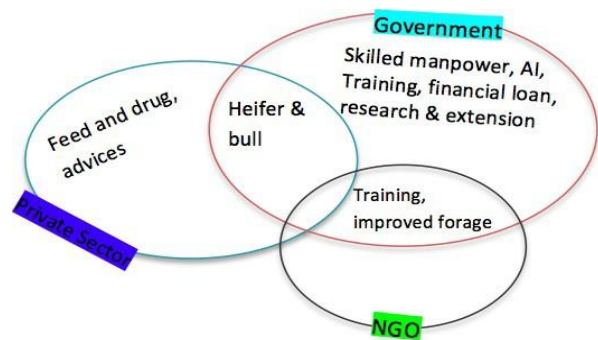 Government
Skilled manpower, AI,
Training, financial loan,
research & extension
Feed and drug,
advices
Heifer &
bull
Training,
improved forage
Private Sector
NGO